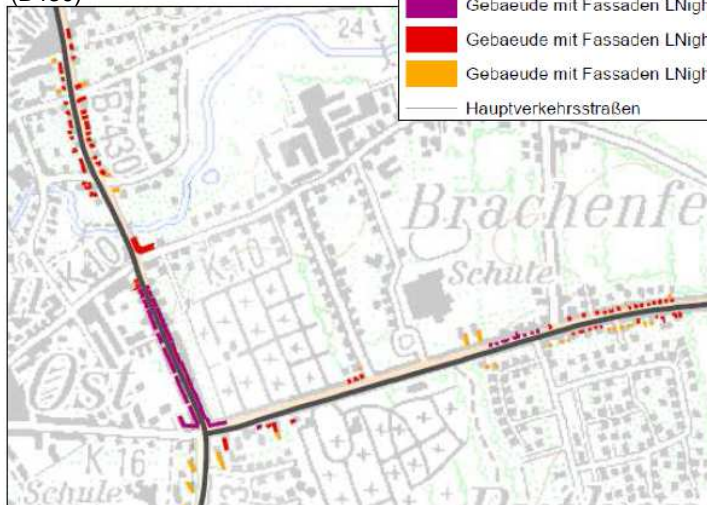 24
Gebaeude mit Fassaden LNigh
Gebaeude mit Fassaden LNigh
Gebaeude mit Fassaden LNigh
Hauptverkehrsstraßen
B430
Brachenfe
K 10
K 10
Schule
Ost
K 16
Schule